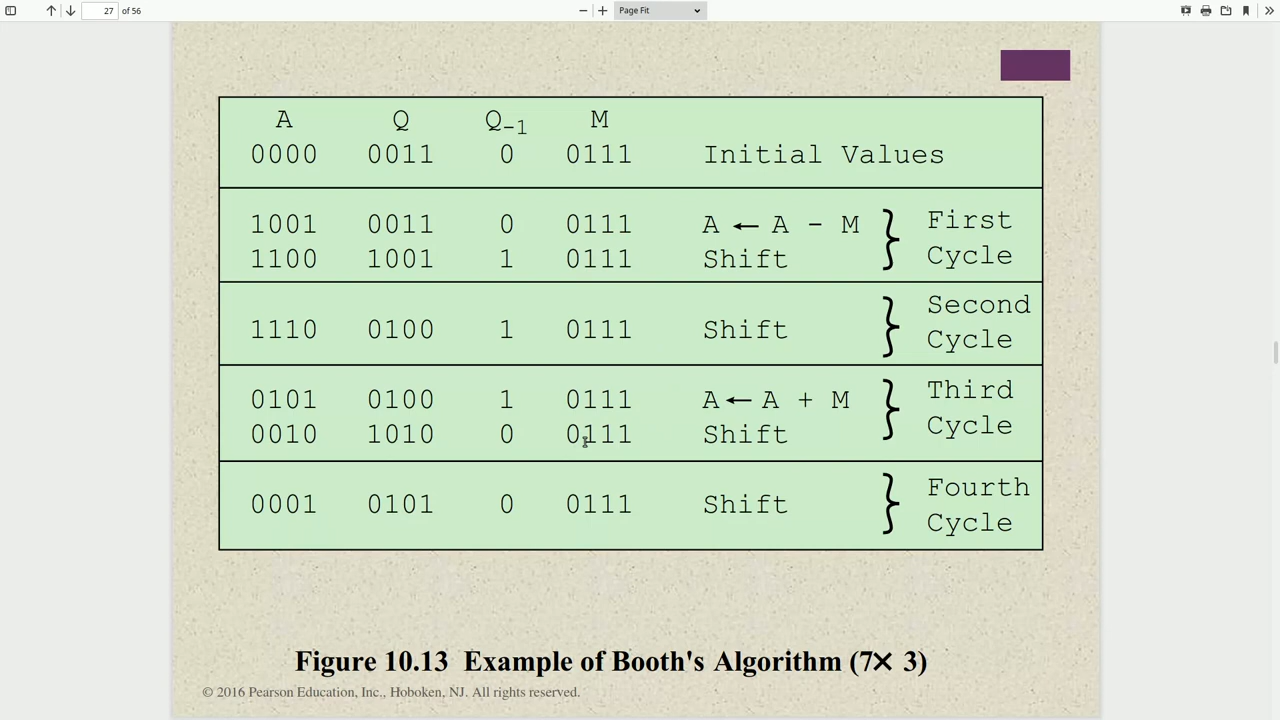 27 of 56 Page Fit
A Q Q-1 M
0000 0011 0 0111 Initial Values
1001 0011 0 0111 A ← A - M } First
1100 1001 1 0111 Shift Cycle
Second
1110 0100 1 0111 Shift } Cycle
0101 0100 1 0111 A ← A + M } Third
0010 1010 0 0111 Shift Cycle
Fourth
0001 0101 0 0111 Shift } Cycle
Figure 10.13 Example of Booth's Algorithm (7× 3)
© 2016 Pearson Education, Inc., Hoboken, NJ. All rights reserved.